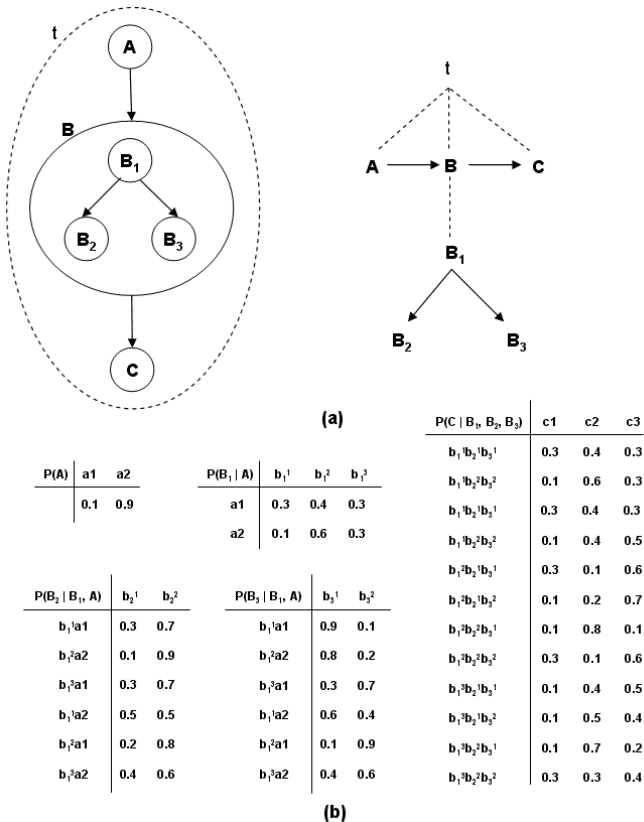 t
A
B
B₁
B₂ B₃
C
t
A B C
B₁
B₂ B₃
(a)
P(A) a1 a2
0.1 0.9
P(B₁ | A) b₁¹ b₁² b₁³
a1 0.3 0.4 0.3
a2 0.1 0.6 0.3
P(B₂ | B₁, A) b₂¹ b₂²
b₁¹a1 0.3 0.7
b₁²a2 0.1 0.9
b₁³a1 0.3 0.7
b₁¹a2 0.5 0.5
b₁²a1 0.2 0.8
b₁³a2 0.4 0.6
P(B₃ | B₁, A) b₃¹ b₃²
b₁¹a1 0.9 0.1
b₁²a2 0.8 0.2
b₁³a1 0.3 0.7
b₁¹a2 0.6 0.4
b₁²a1 0.1 0.9
b₁³a2 0.4 0.6
P(C | B₁, B₂, B₃) c1 c2 c3
b₁¹b₂¹b₃¹ 0.3 0.4 0.3
b₁¹b₂²b₃² 0.1 0.6 0.3
b₁¹b₂¹b₃¹ 0.3 0.4 0.3
b₁¹b₂²b₃² 0.1 0.4 0.5
b₁²b₂¹b₃¹ 0.3 0.1 0.6
b₁²b₂¹b₃² 0.1 0.2 0.7
b₁²b₂²b₃¹ 0.1 0.8 0.1
b₁²b₂²b₃² 0.3 0.1 0.6
b₁³b₂¹b₃¹ 0.1 0.4 0.5
b₁³b₂¹b₃² 0.1 0.5 0.4
b₁³b₂²b₃¹ 0.1 0.7 0.2
b₁³b₂²b₃² 0.3 0.3 0.4
(b)